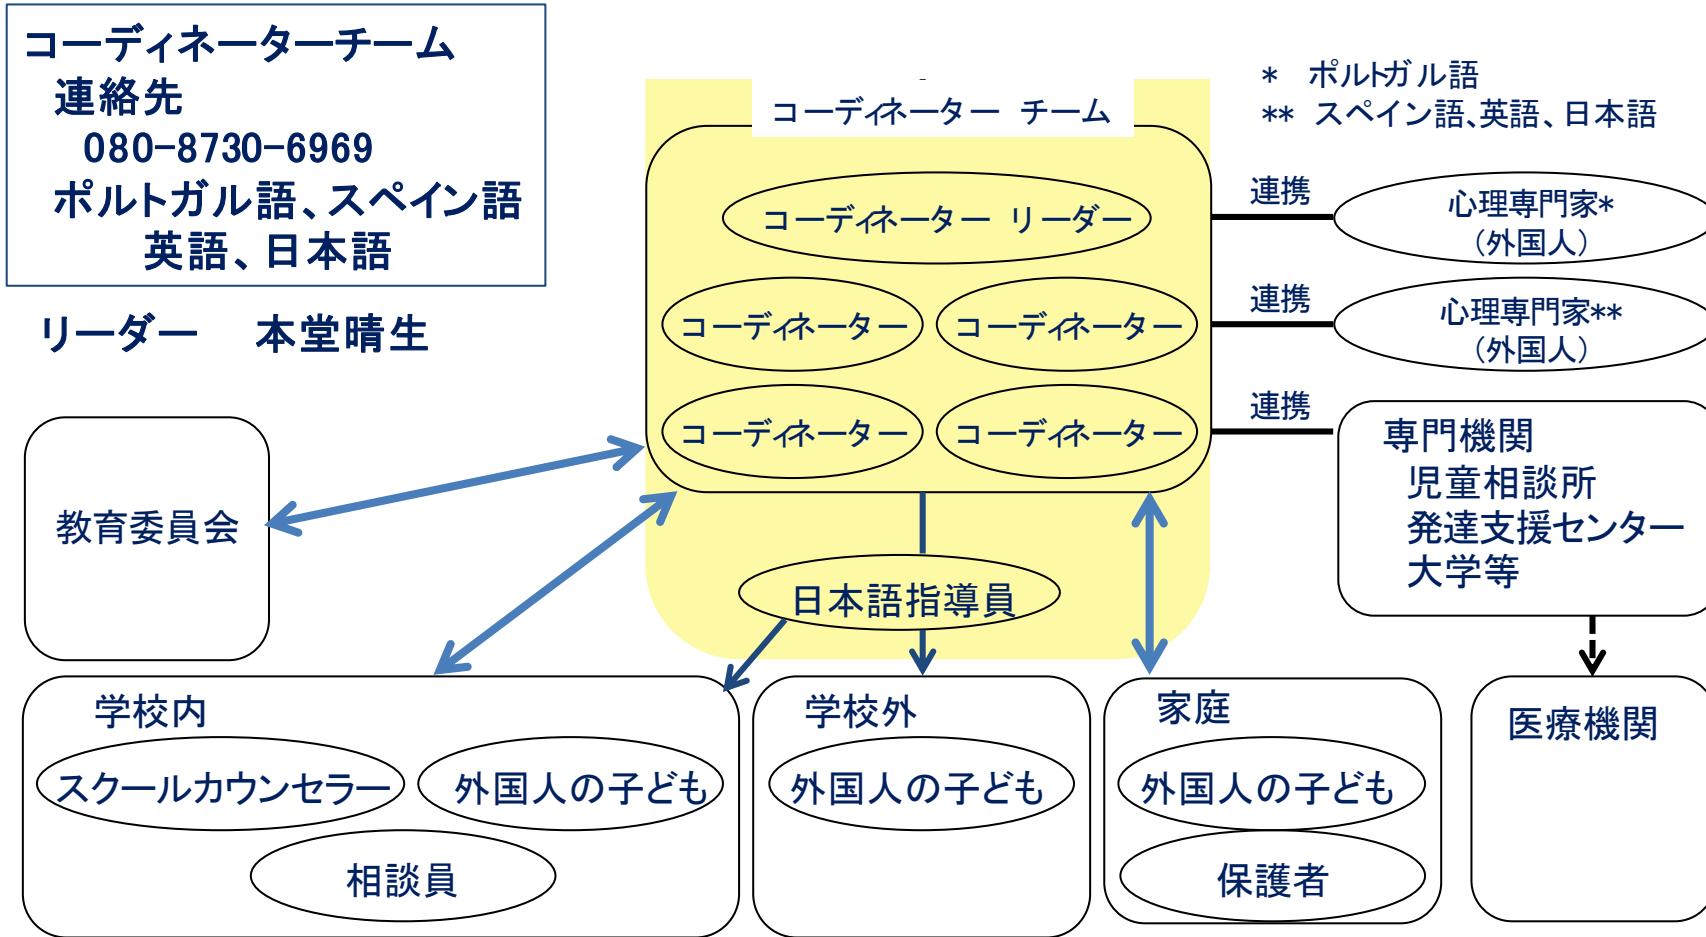 コーディネーターチーム
連絡先
080-8730-6969
ポルトガル語、スペイン語
英語、日本語
リーダー　本堂晴生
コーディネーター チーム
コーディネーター リーダー
コーディネーター
コーディネーター
コーディネーター
コーディネーター
* ポルトガル語
** スペイン語、英語、日本語
連携
心理専門家*
（外国人）
連携
心理専門家**
（外国人）
連携
専門機関
児童相談所
発達支援センター
大学等
教育委員会
日本語指導員
学校内
スクールカウンセラー
外国人の子ども
相談員
学校外
外国人の子ども
家庭
外国人の子ども
保護者
医療機関